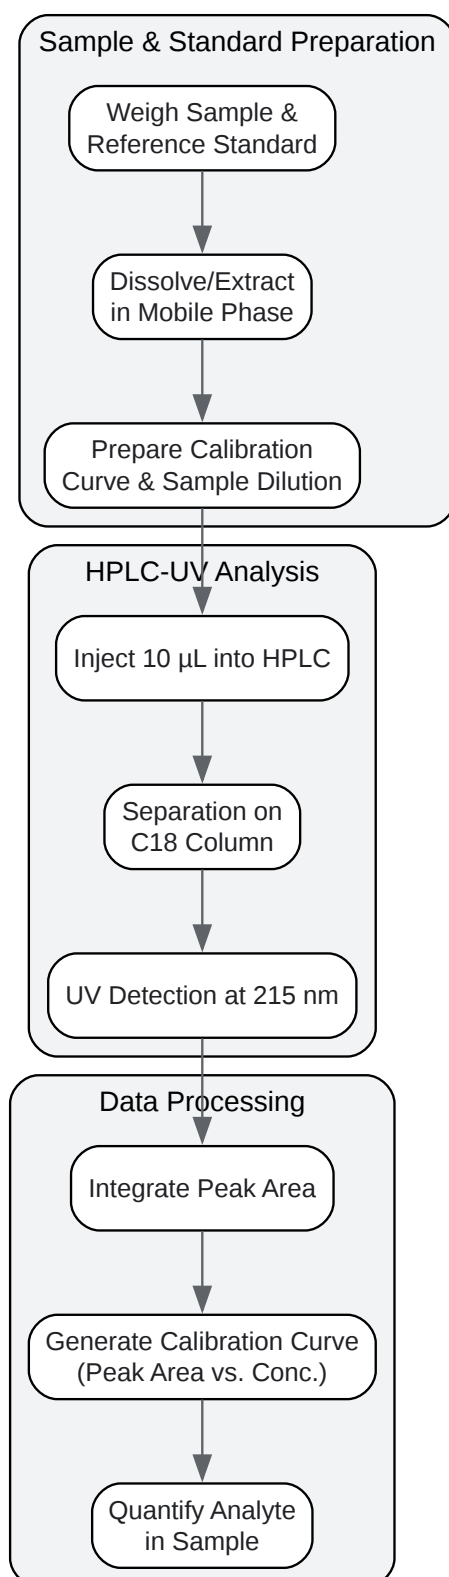 Sample & Standard Preparation
Weigh Sample &
Reference Standard
Dissolve/Extract
in Mobile Phase
Prepare Calibration
Curve & Sample Dilution
HPLC-UV Analysis
Inject 10 µL into HPLC
Separation on
C18 Column
UV Detection at 215 nm
Data Processing
Integrate Peak Area
Generate Calibration Curve
(Peak Area vs. Conc.)
Quantify Analyte
in Sample